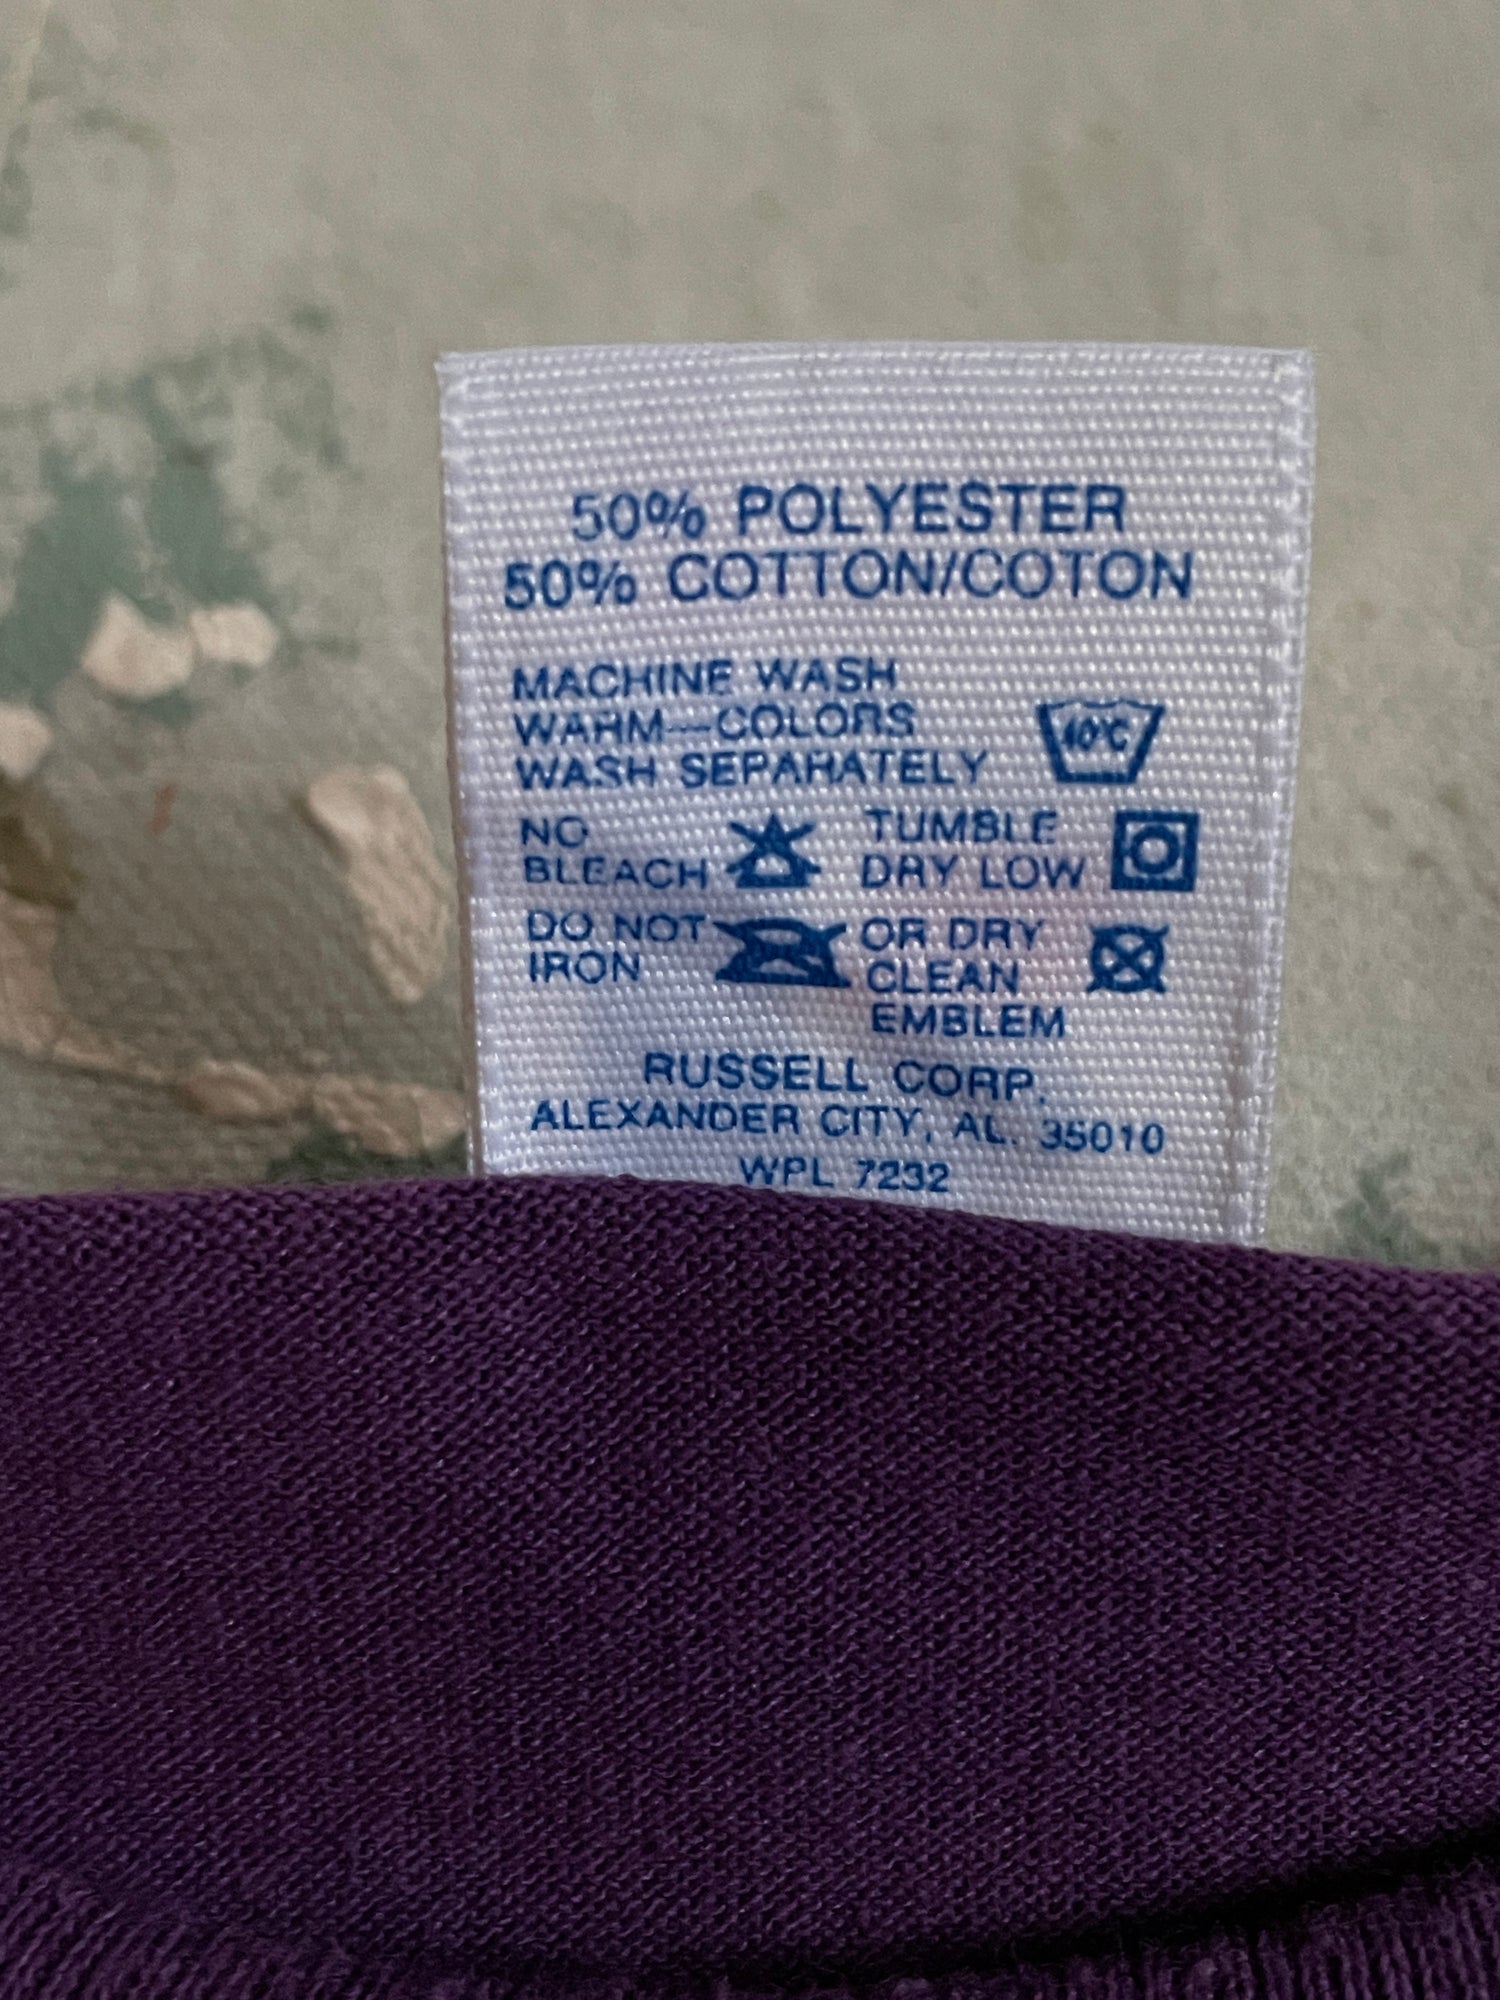 50% POLYESTER
50% COTTON/COTON
MACHINE WASH
WARM—COLORS
WASH SEPARATELY
40°C
NO
BLEACH
TUMBLE
DRY LOW
DO NOT
IRON
OR DRY
CLEAN
EMBLEM
RUSSELL CORP.
ALEXANDER CITY, AL. 35010
WPL 7232